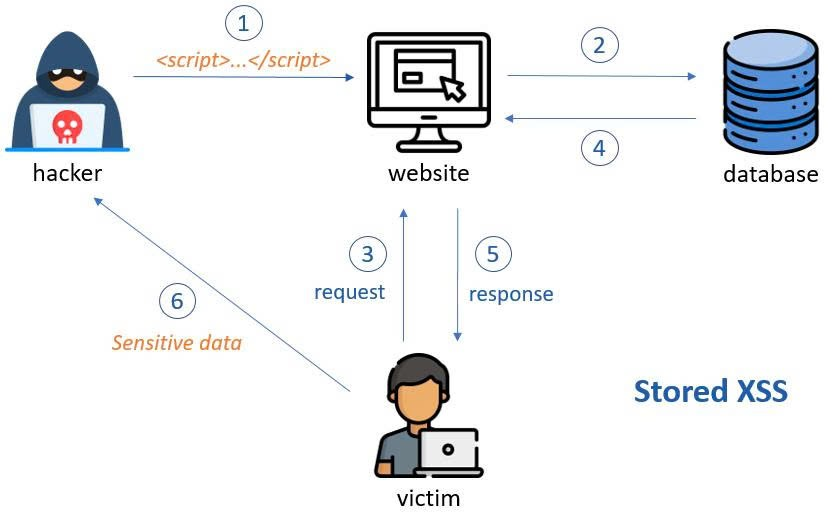 1
<script>...</script>
2
4
hacker
website
database
3
5
request
response
6
Sensitive data
Stored XSS
victim